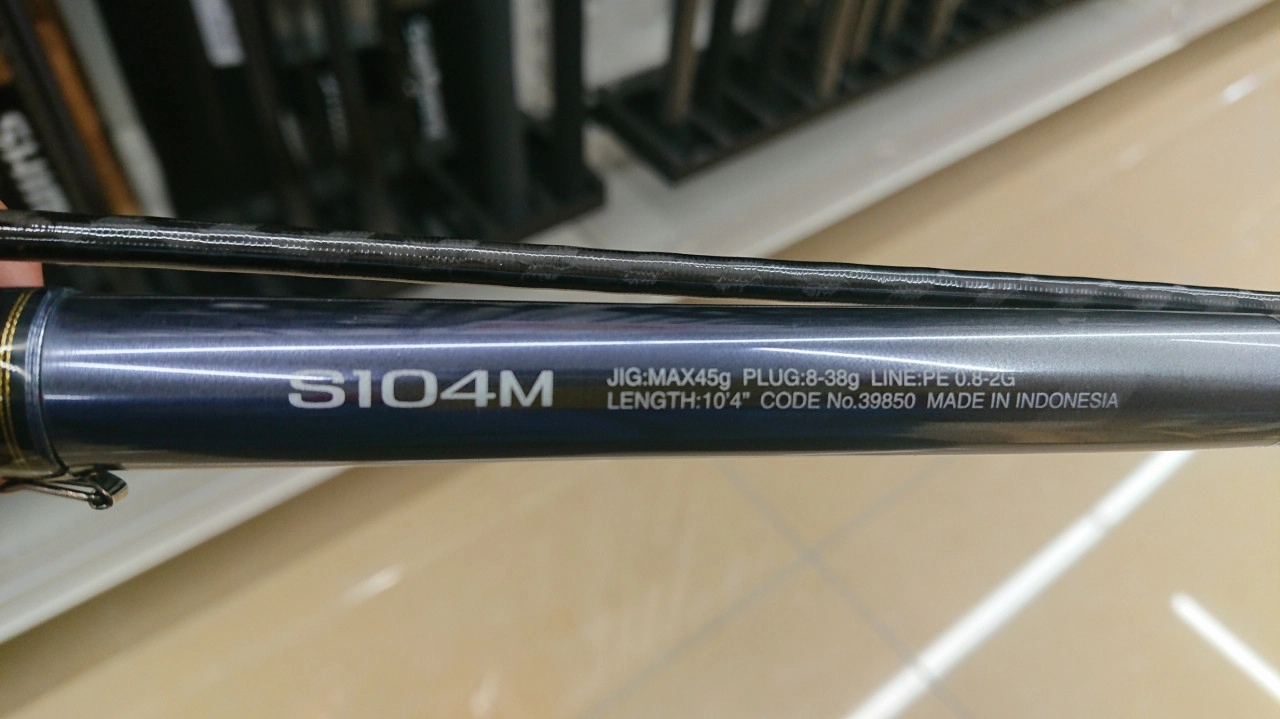 S104M
JIG:MAX45g PLUG:8-38g LINE:PE 0.8-2G
LENGTH:10'4" CODE No.39850 MADE IN INDONESIA